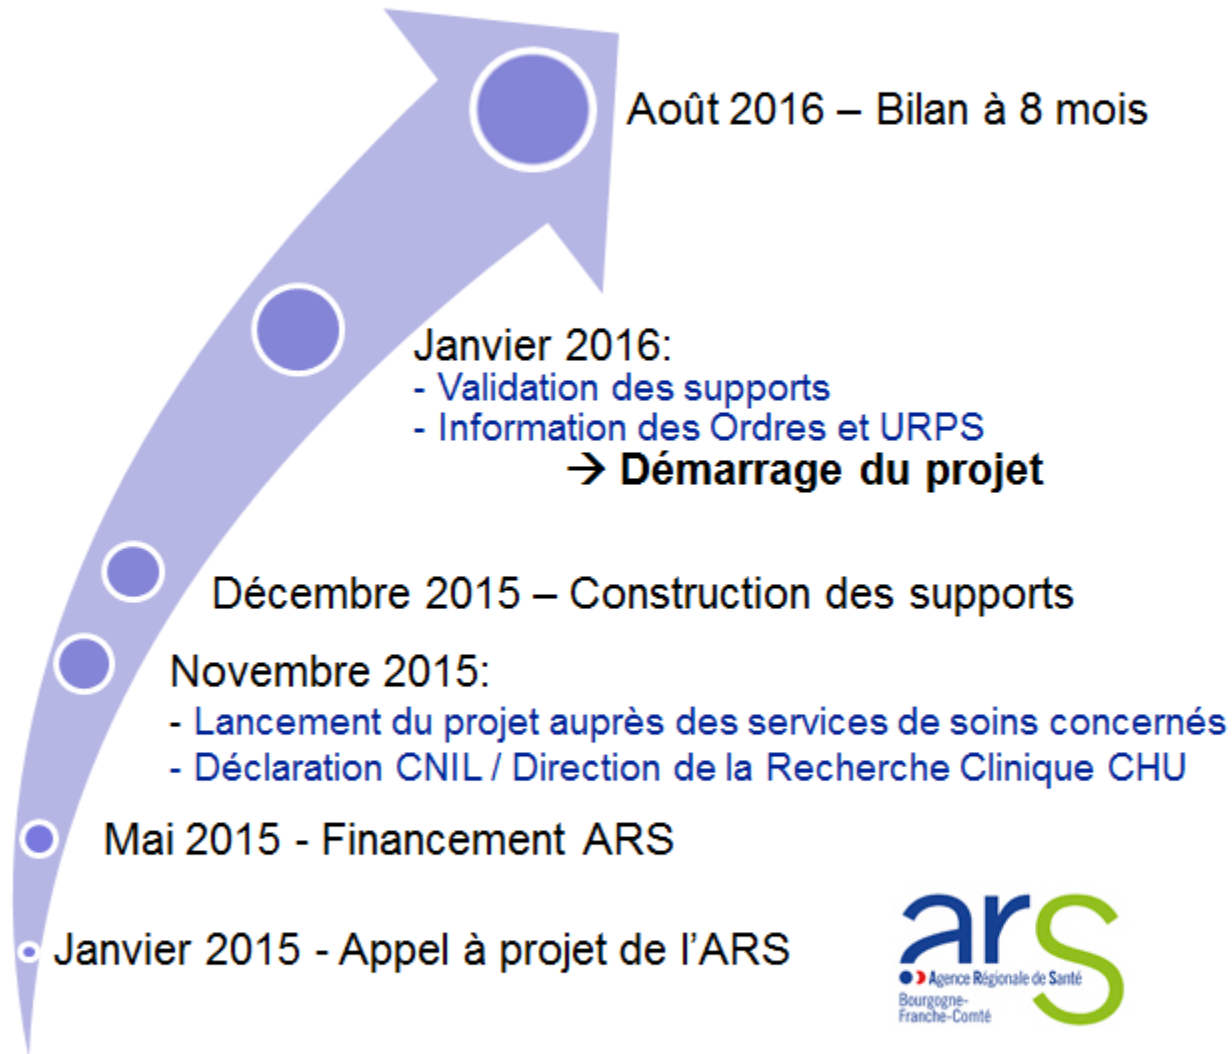 Août 2016 – Bilan à 8 mois
Janvier 2016:
- Validation des supports
- Information des Ordres et URPS
→ Démarrage du projet
Décembre 2015 – Construction des supports
Novembre 2015:
- Lancement du projet auprès des services de soins concernés
- Déclaration CNIL / Direction de la Recherche Clinique CHU
Mai 2015 - Financement ARS
Janvier 2015 - Appel à projet de l'ARS
ars
Agence Régionale de Santé
Bourgogne-
Franche-Comté